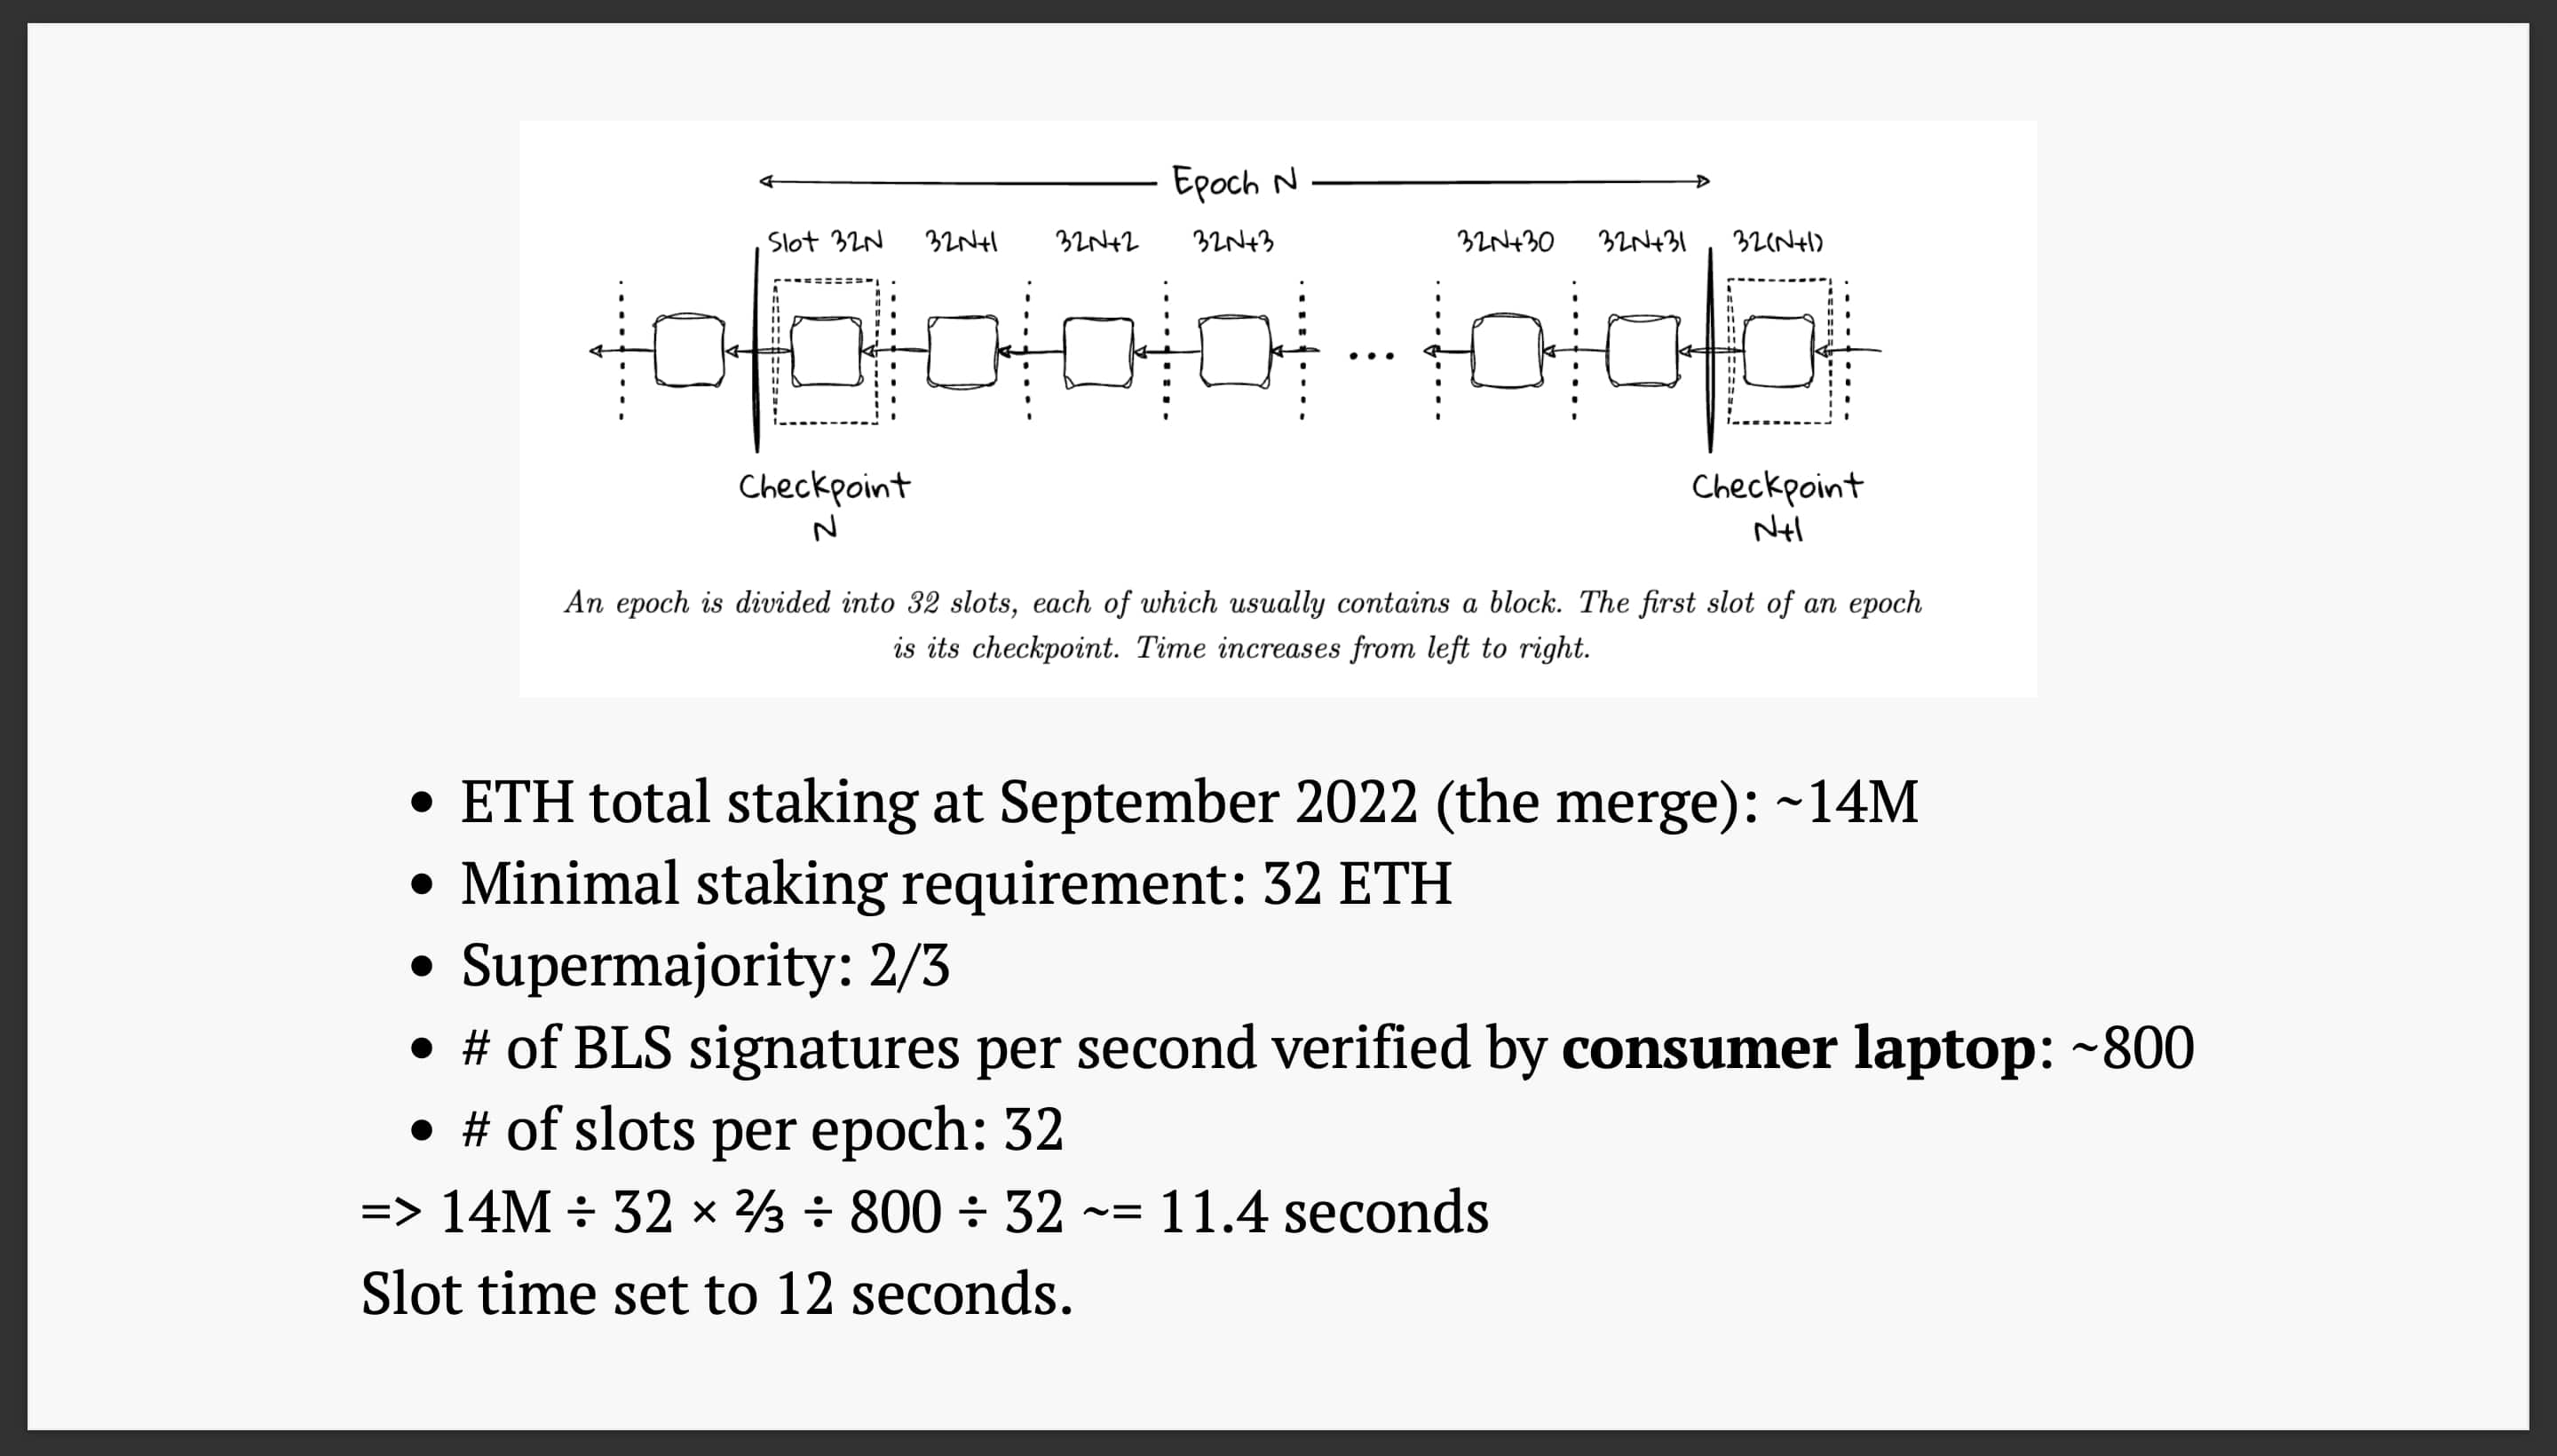 Epoch N
Slot 32N 32N+1 32N+2 32N+3 32N+30 32N+31 32(N+1)
...
Checkpoint N
Checkpoint N+1
An epoch is divided into 32 slots, each of which usually contains a block. The first slot of an epoch
is its checkpoint. Time increases from left to right.
• ETH total staking at September 2022 (the merge): ~14M
• Minimal staking requirement: 32 ETH
• Supermajority: 2/3
• # of BLS signatures per second verified by consumer laptop: ~800
• # of slots per epoch: 32
=> 14M ÷ 32 × ⅔ ÷ 800 ÷ 32 ~= 11.4 seconds
Slot time set to 12 seconds.